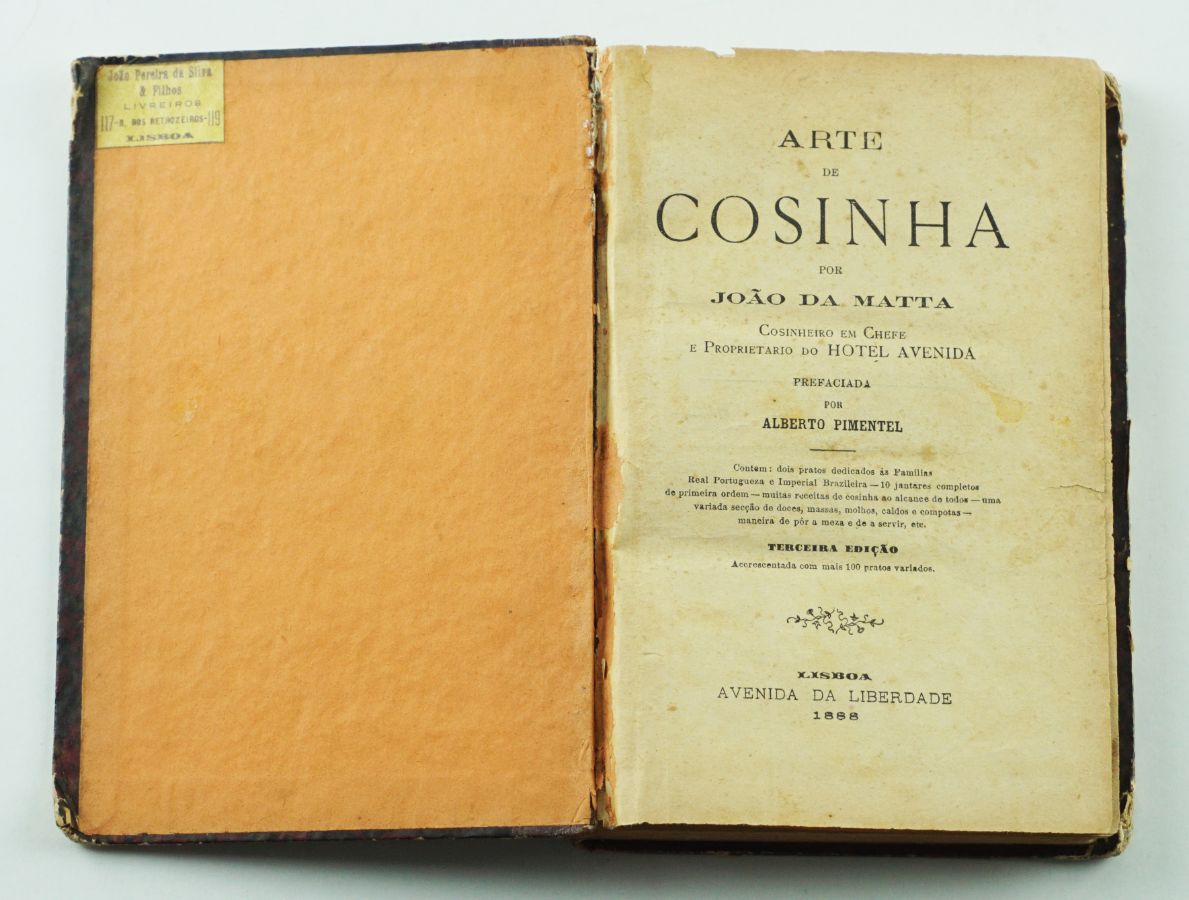 João Pereira da Silva
& Filhos
LIVREIROS
117-R. DOS RETROZEIROS-119
LISBOA
ARTE
DE
COSINHA
POR
JOÃO DA MATTA
COSINHEIRO EM CHEFE
E PROPRIETARIO DO HOTEL AVENIDA
PREFACIADA
POR
ALBERTO PIMENTEL
Contem: dois pratos dedicados ás Familias
Real Portugueza e Imperial Brazileira — 10 jantares completos
de primeira ordem — muitas receitas de cosinha ao alcance de todos — uma
variada secção de doces, massas, molhos, caldos e compotas —
maneira de pôr a meza e de a servir, etc.
TERCEIRA EDIÇÃO
Accrescentada com mais 100 pratos variados.
LISBOA
AVENIDA DA LIBERDADE
1888